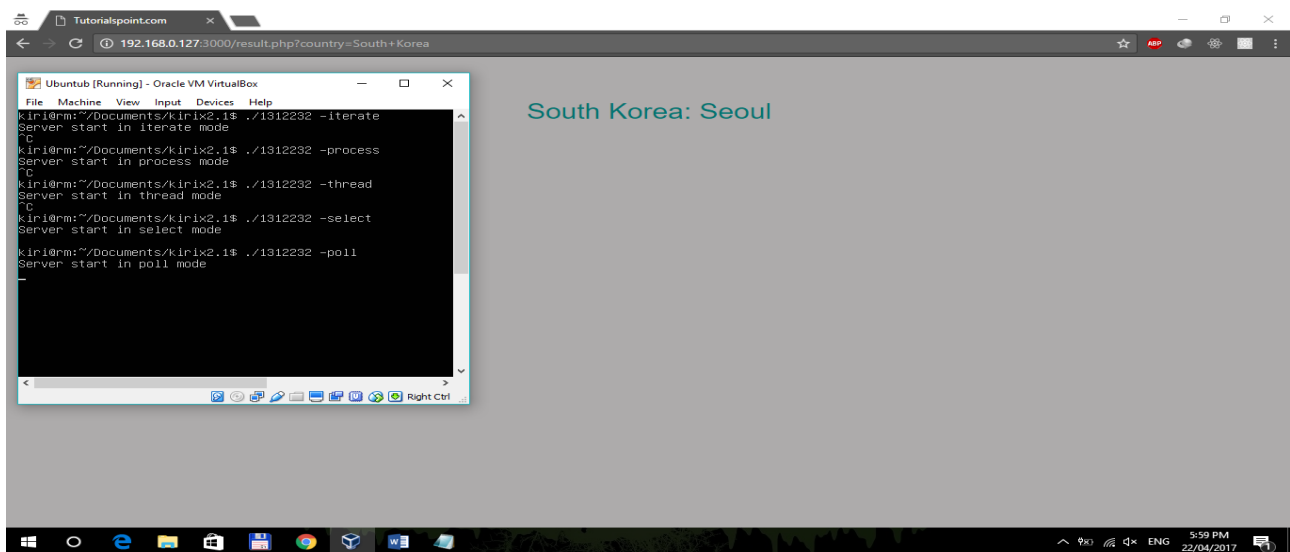 Tutorialspoint.com
192.168.0.127:3000/result.php?country=South+Korea
ABP
Ubuntub [Running] - Oracle VM VirtualBox
File Machine View Input Devices Help
kiri@rm:~/Documents/kirix2.1$ ./1312232 -iterate
Server start in iterate mode
^C
kiri@rm:~/Documents/kirix2.1$ ./1312232 -process
Server start in process mode
^C
kiri@rm:~/Documents/kirix2.1$ ./1312232 -thread
Server start in thread mode
^C
kiri@rm:~/Documents/kirix2.1$ ./1312232 -select
Server start in select mode
kiri@rm:~/Documents/kirix2.1$ ./1312232 -poll
Server start in poll mode
Right Ctrl
South Korea: Seoul
ENG
5:59 PM
22/04/2017